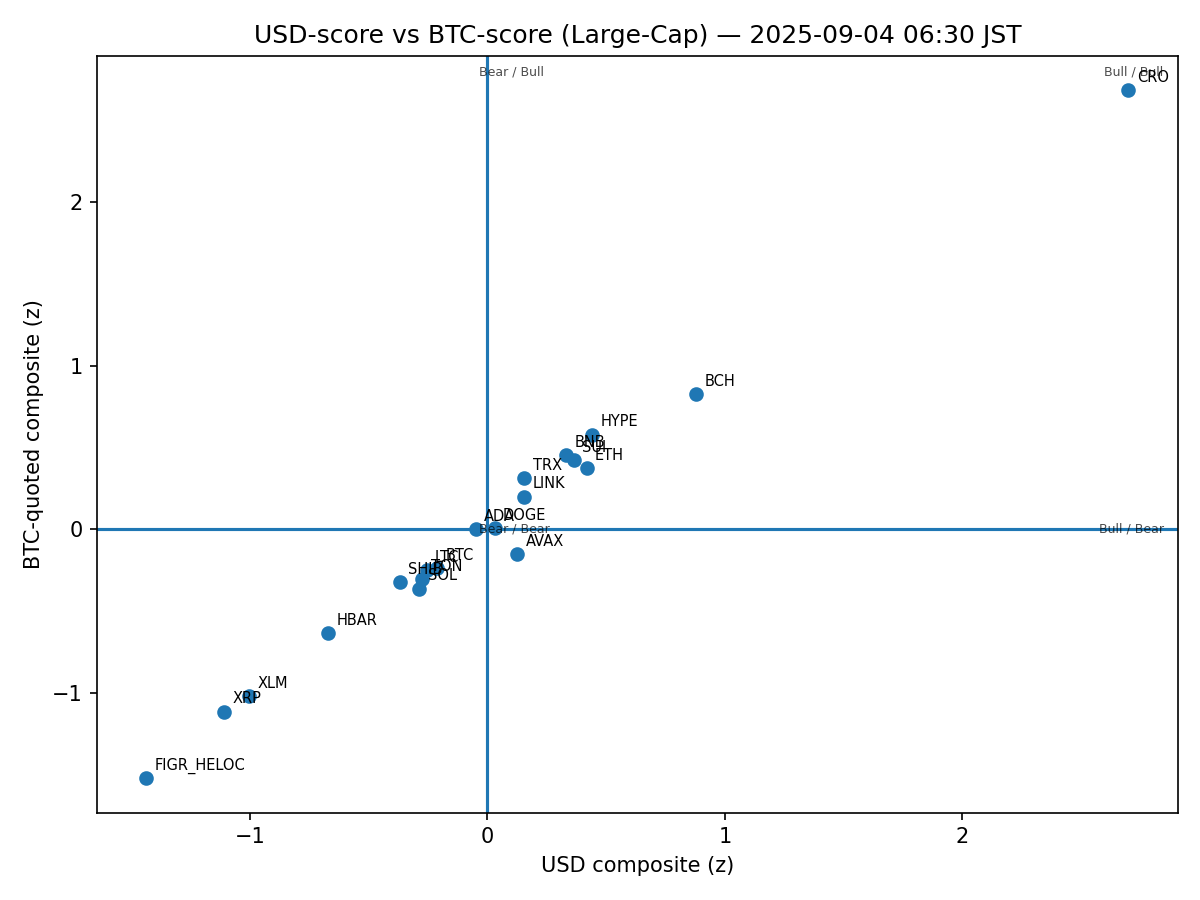 USD-score vs BTC-score (Large-Cap) — 2025-09-04 06:30 JST
Bear / Bull
Bull / Bull
CRO
BCH
HYPE
BNB
ETH
TRX
LINK
ADA
DOGE
Bear / Bear
Bull / Bear
AVAX
BTC
LTC
TON
SHIB
SOL
HBAR
XLM
XRP
FIGR_HELOC
2
1
0
−1
−1
0
1
2
BTC-quoted composite (z)
USD composite (z)